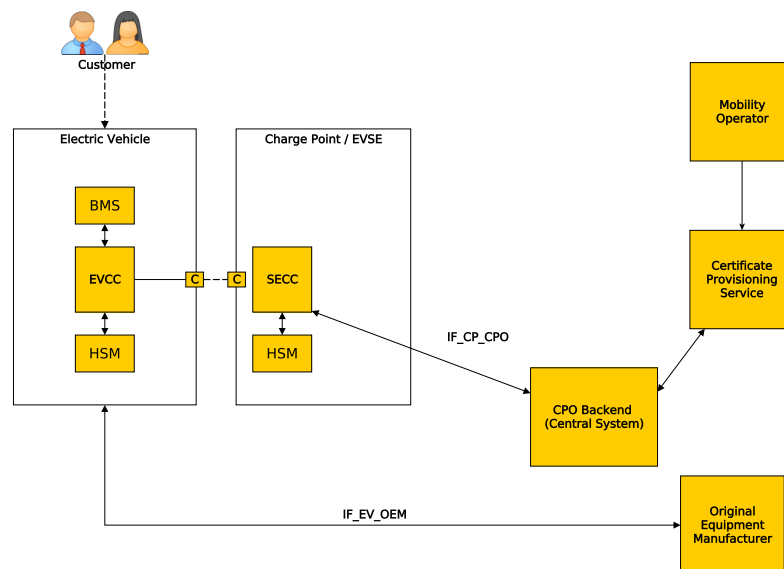 Customer
Electric Vehicle
Charge Point / EVSE
Mobility
Operator
BMS
EVCC
C
C
SECC
Certificate
Provisioning
Service
HSM
HSM
IF_CP_CPO
CPO Backend
(Central System)
IF_EV_OEM
Original
Equipment
Manufacturer